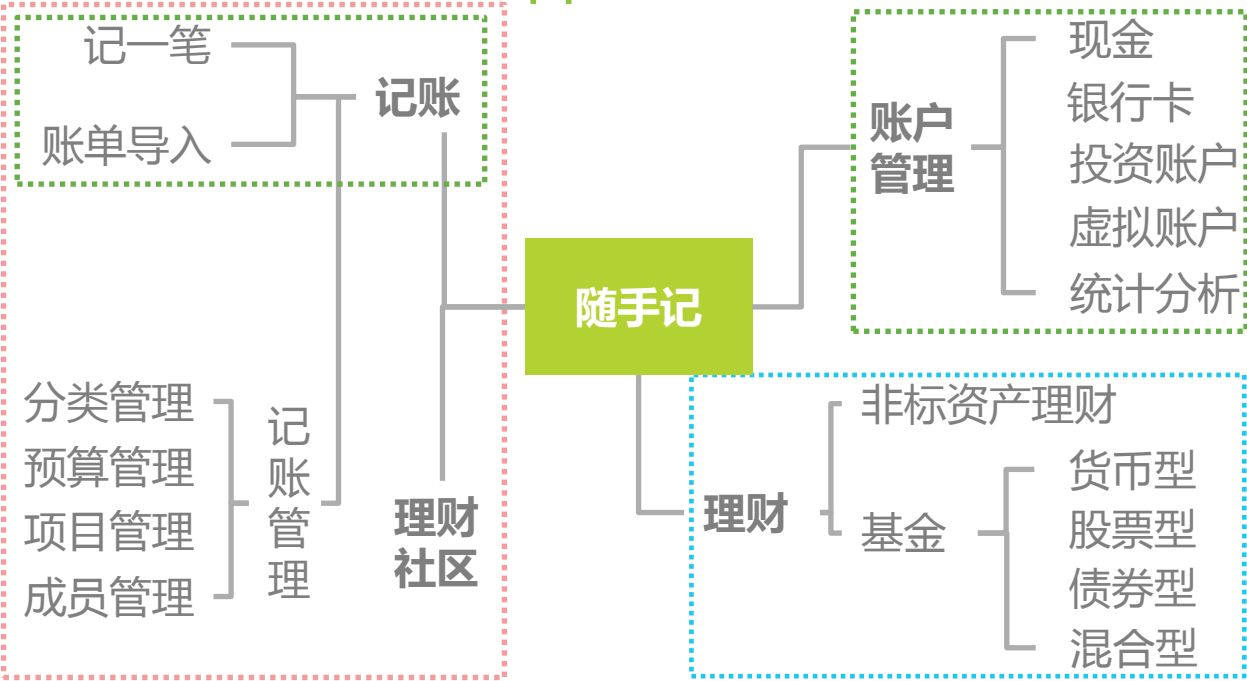 记一笔
账单导入
记账
分类管理
预算管理
项目管理
成员管理
记
账
管
理
理财
社区
随手记
账户
管理
现金
银行卡
投资账户
虚拟账户
统计分析
理财
非标资产理财
基金
货币型
股票型
债券型
混合型